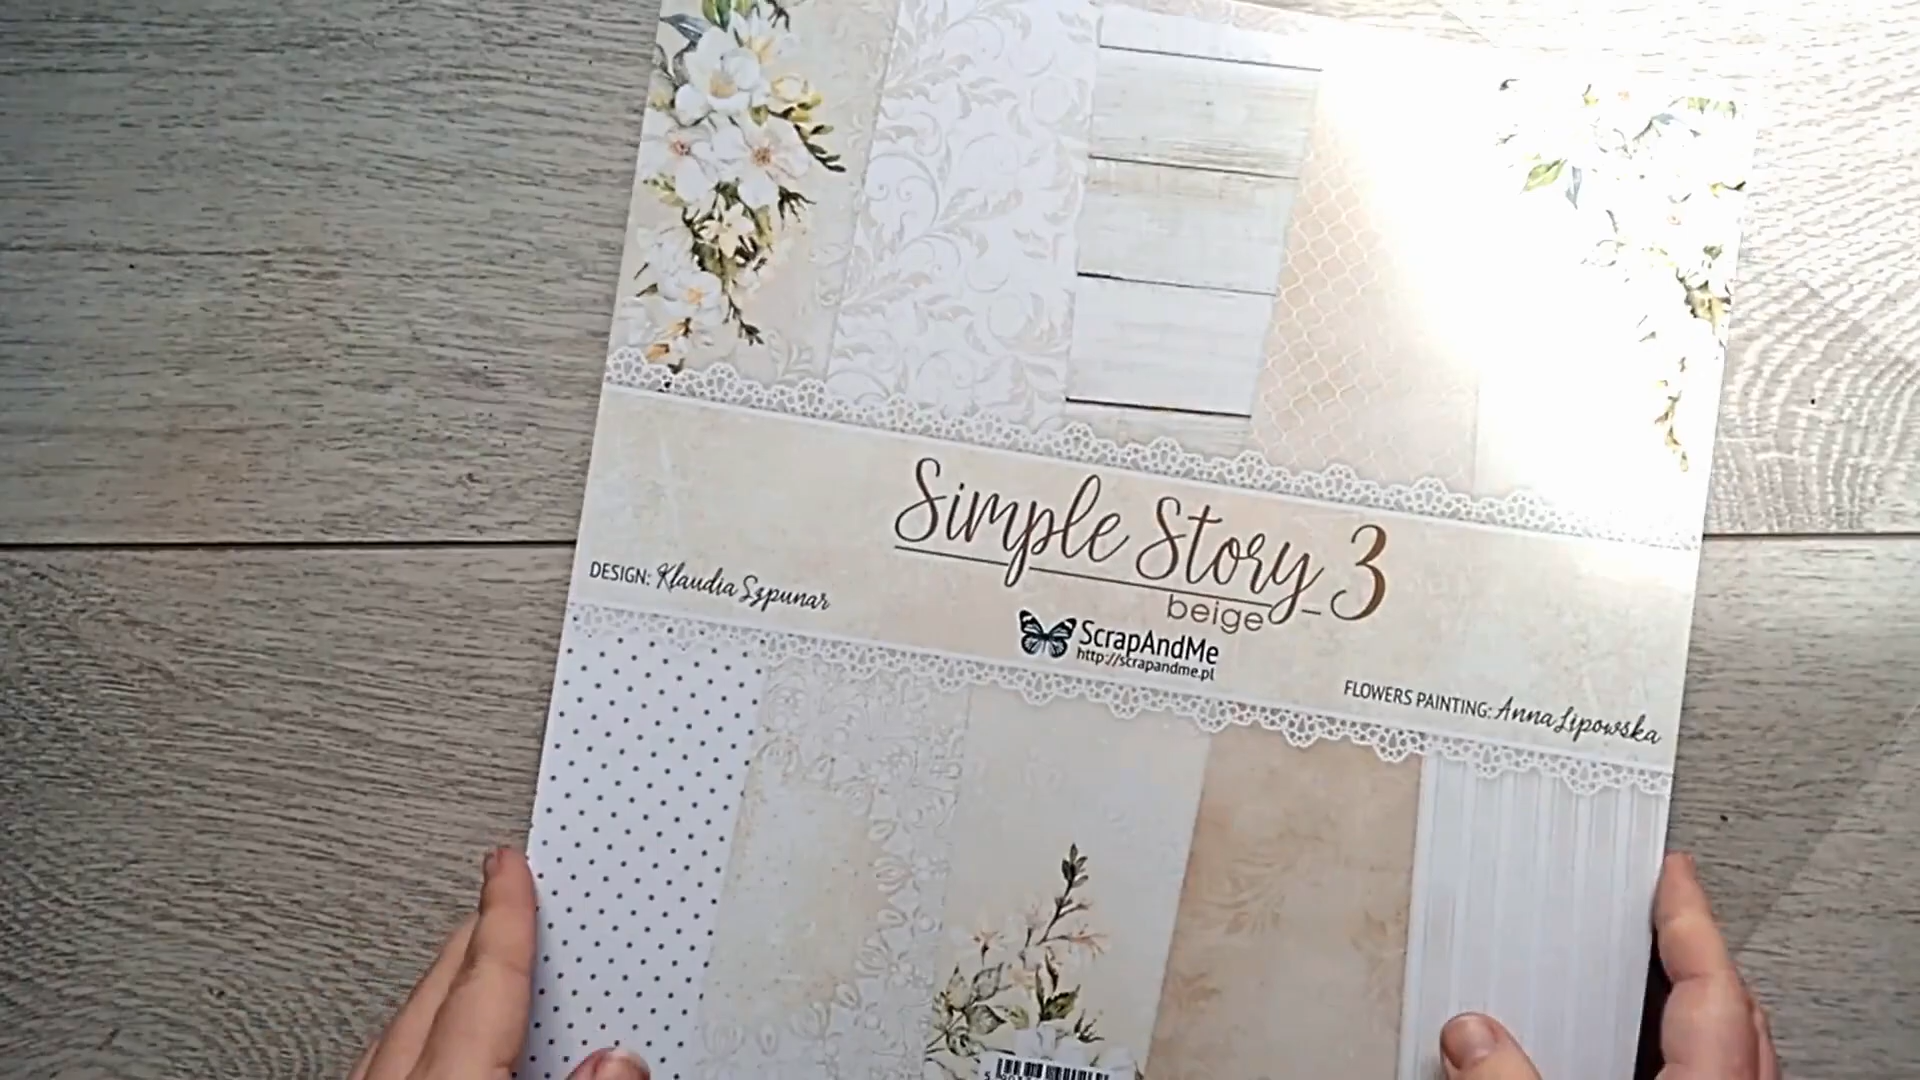 Simple Story 3
beige
DESIGN: Klaudia Szpunar
ScrapAndMe
http://scrapandme.pl
FLOWERS PAINTING: Anna Lipowska